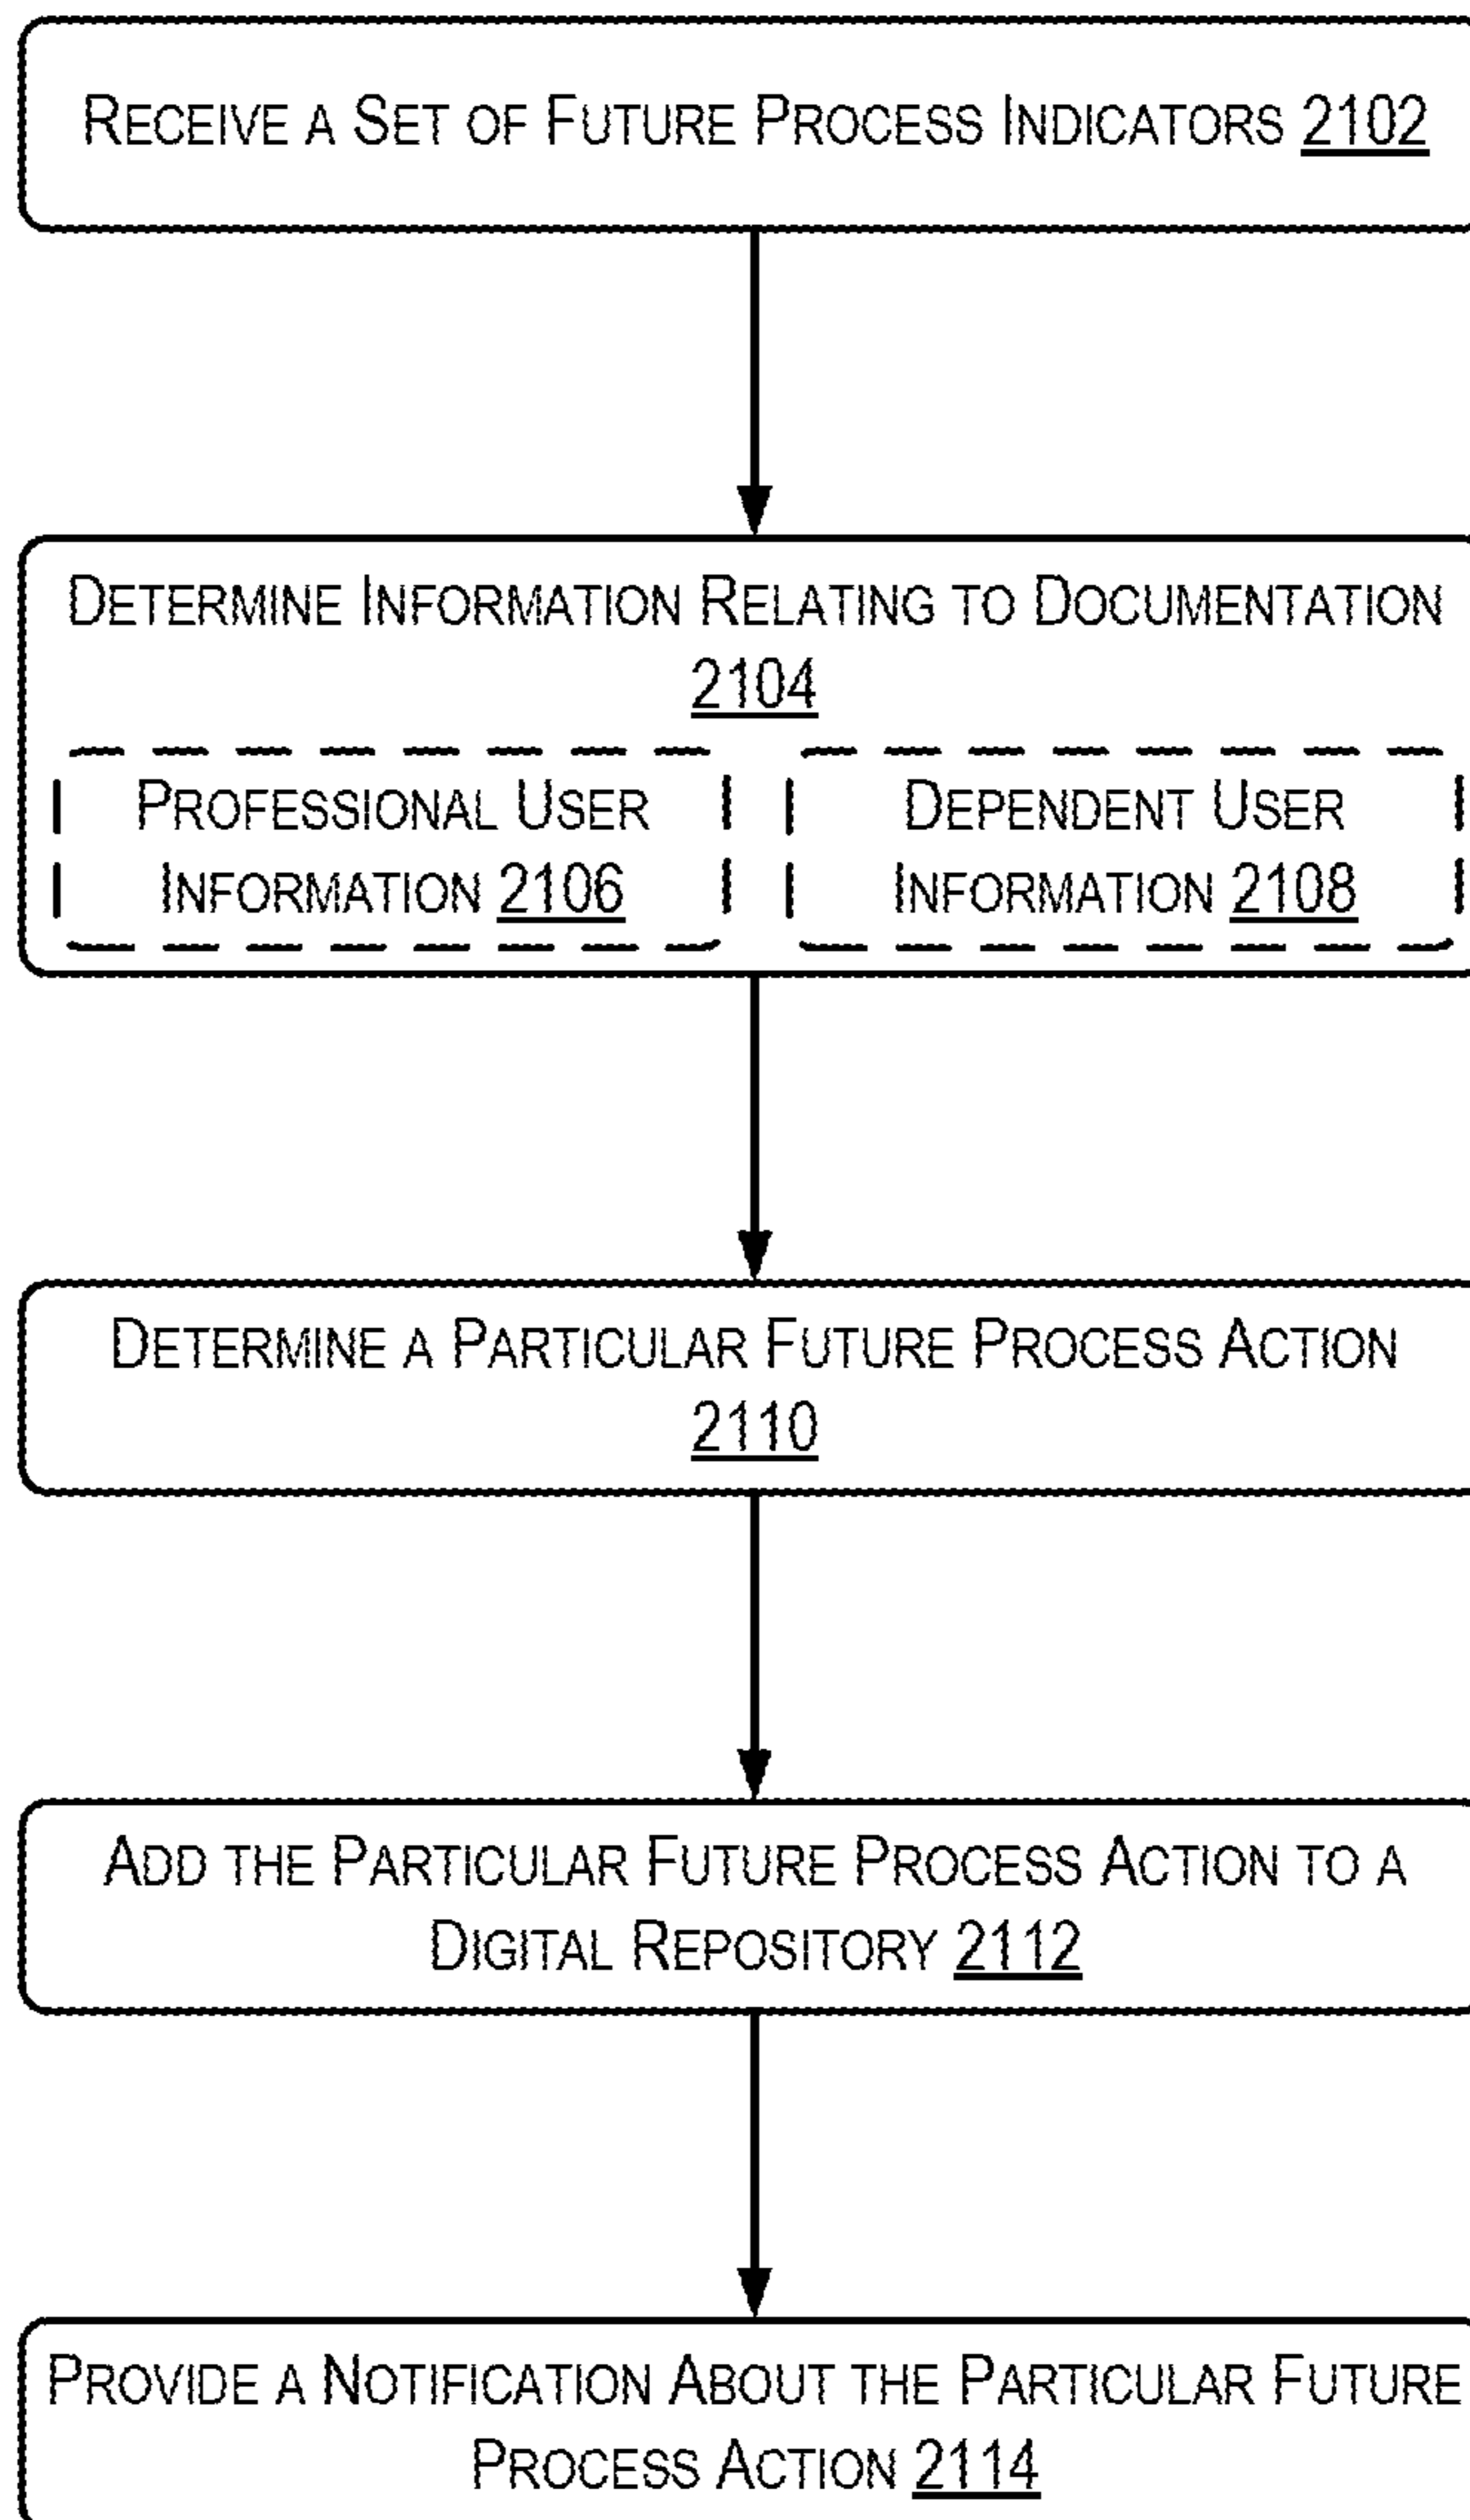 RECEIVE A SET OF FUTURE PROCESS INDICATORS 2102
DETERMINE INFORMATION RELATING TO DOCUMENTATION
2104
PROFESSIONAL USER
INFORMATION 2106
DEPENDENT USER
INFORMATION 2108
DETERMINE A PARTICULAR FUTURE PROCESS ACTION
2110
ADD THE PARTICULAR FUTURE PROCESS ACTION TO A
DIGITAL REPOSITORY 2112
PROVIDE A NOTIFICATION ABOUT THE PARTICULAR FUTURE
PROCESS ACTION 2114